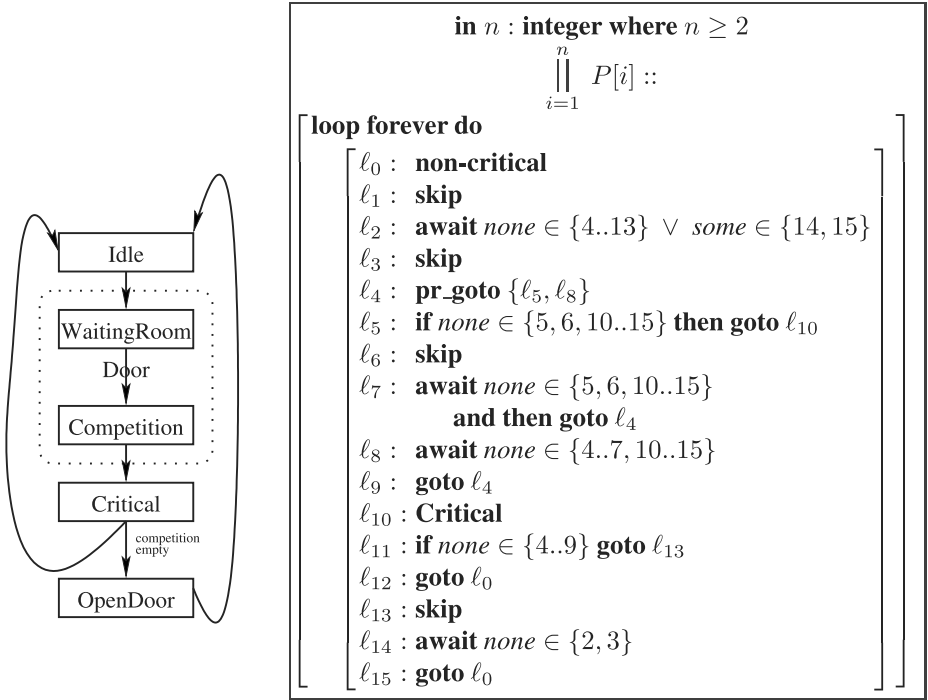 Idle
WaitingRoom
Door
Competition
Critical
competition
empty
OpenDoor
in n : integer where n ≥ 2
n
|| P[i] ::
i=1
loop forever do
ℓ0 : non-critical
ℓ1 : skip
ℓ2 : await none ∈ {4..13} ∨ some ∈ {14, 15}
ℓ3 : skip
ℓ4 : pr_goto {ℓ5, ℓ8}
ℓ5 : if none ∈ {5, 6, 10..15} then goto ℓ10
ℓ6 : skip
ℓ7 : await none ∈ {5, 6, 10..15}
and then goto ℓ4
ℓ8 : await none ∈ {4..7, 10..15}
ℓ9 : goto ℓ4
ℓ10 : Critical
ℓ11 : if none ∈ {4..9} goto ℓ13
ℓ12 : goto ℓ0
ℓ13 : skip
ℓ14 : await none ∈ {2, 3}
ℓ15 : goto ℓ0